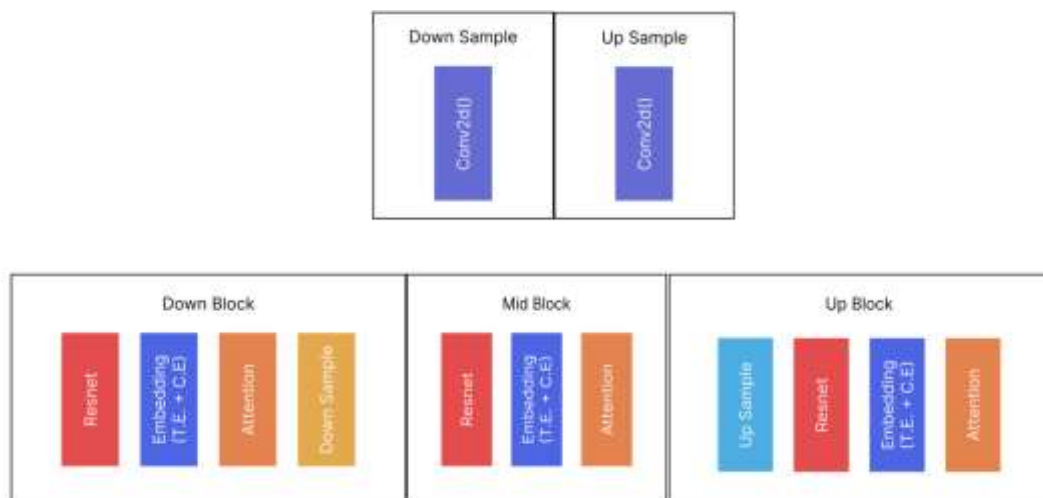 Down Sample
Up Sample
Conv2d()
Conv2d()
Down Block
Resnet
Embedding
(T.E. + C.E)
Attention
Down Sample
Mid Block
Resnet
Embedding
(T.E. + C.E)
Attention
Up Block
Up Sample
Resnet
Embedding
(T.E. + C.E)
Attention